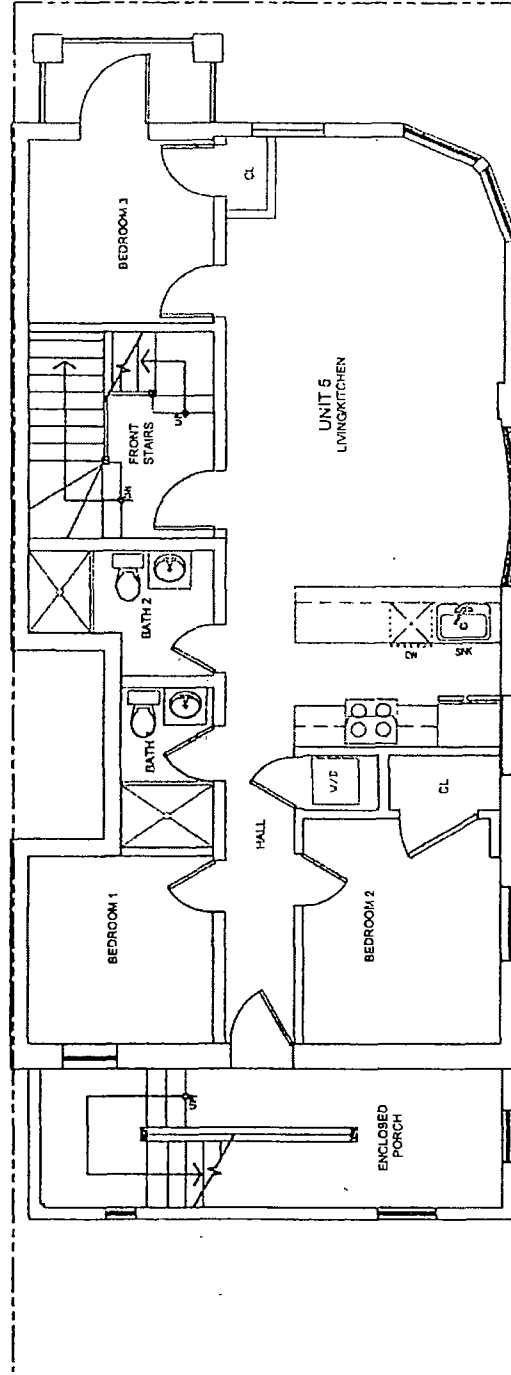 BEDROOM 3
CL
FRONT
STAIRS
UP
DN
UNIT 5
LIVING/KITCHEN
BATH 2
DW
SINK
BATH
W/D
CL
HALL
BEDROOM 1
BEDROOM 2
UP
ENCLOSED
PORCH